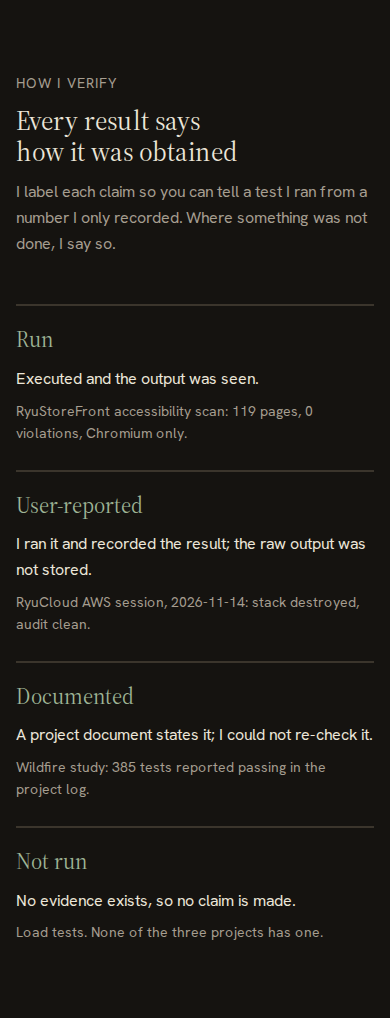 HOW I VERIFY
Every result says
how it was obtained
I label each claim so you can tell a test I ran from a
number I only recorded. Where something was not
done, I say so.
Run
Executed and the output was seen.
RyuStoreFront accessibility scan: 119 pages, 0
violations, Chromium only.
User-reported
I ran it and recorded the result; the raw output was
not stored.
RyuCloud AWS session, 2026-11-14: stack destroyed,
audit clean.
Documented
A project document states it; I could not re-check it.
Wildfire study: 385 tests reported passing in the
project log.
Not run
No evidence exists, so no claim is made.
Load tests. None of the three projects has one.